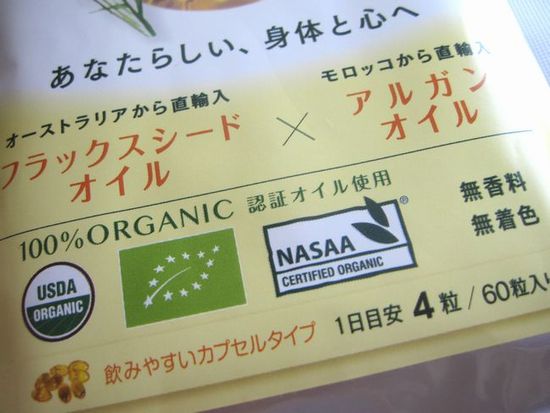 あなたらしい、身体と心へ
オーストラリアから直輸入
フラックスシード
オイル
×
モロッコから直輸入
アルガン
オイル
100%ORGANIC 認証オイル使用
無香料
無着色
USDA
ORGANIC
NASAA
®
CERTIFIED ORGANIC
飲みやすいカプセルタイプ
1日目安 4粒 / 60粒入り